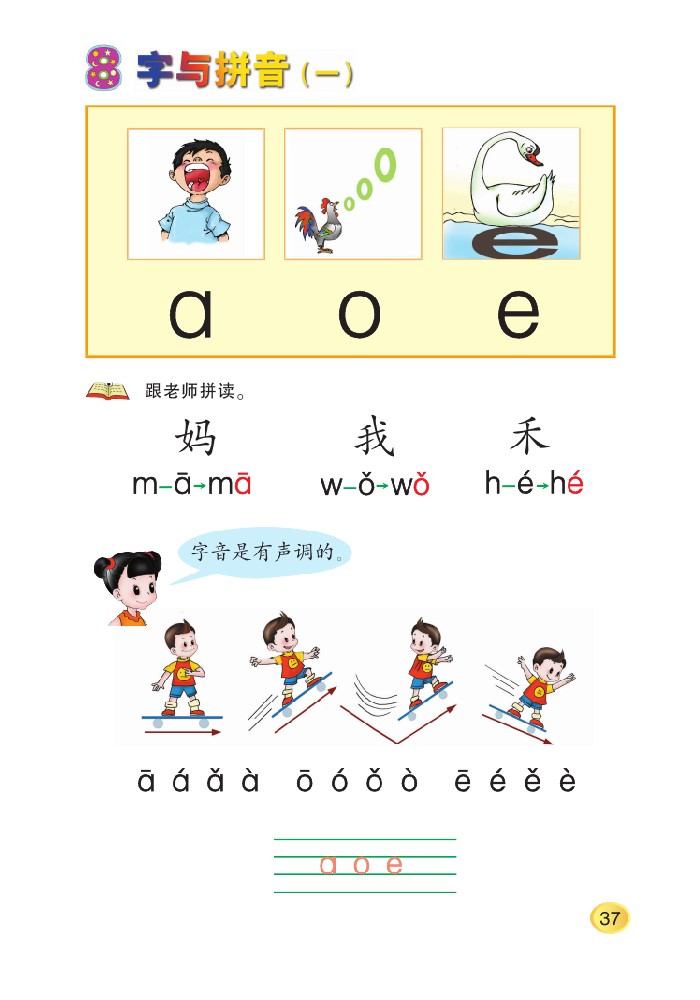 8 字与拼音(一)
o o o
e
a o e
跟老师拼读。
妈 我 禾
m–ā→mā w–ǒ→wǒ h–é→hé
字音是有声调的。
ā á ǎ à ō ó ǒ ò ē é ě è
a o e
37